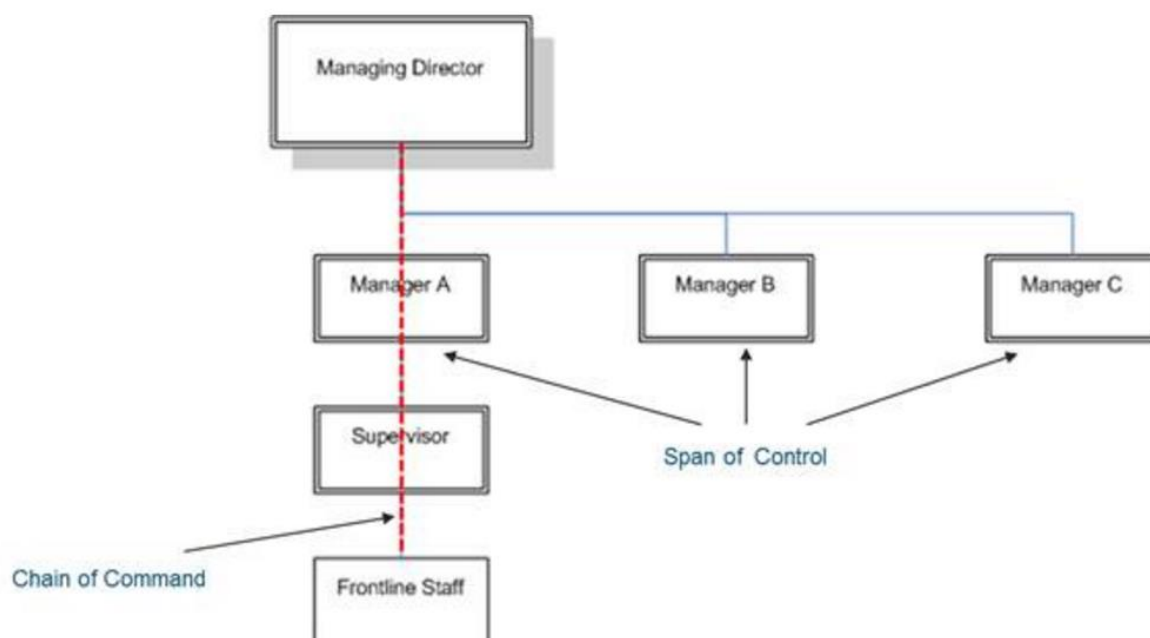 Managing Director
Manager A
Manager B
Manager C
Supervisor
Span of Control
Chain of Command
Frontline Staff